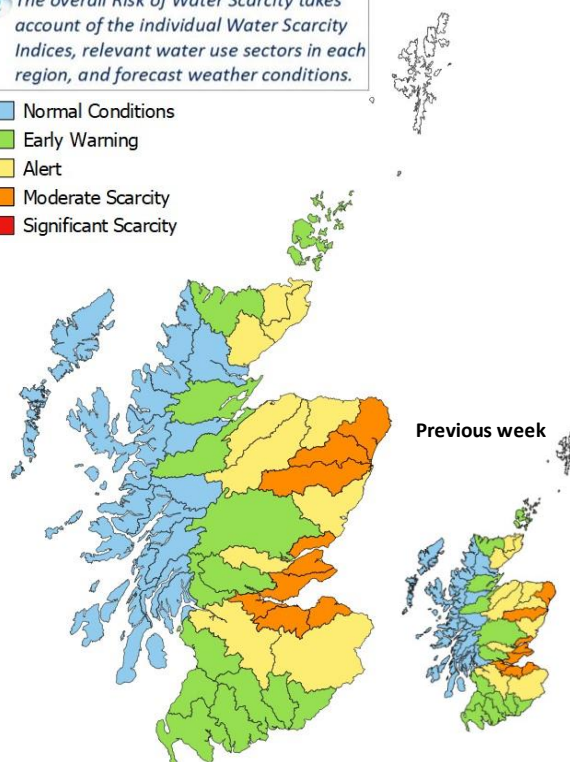 The overall Risk of Water Scarcity takes
account of the individual Water Scarcity
Indices, relevant water use sectors in each
region, and forecast weather conditions.
Normal Conditions
Early Warning
Alert
Moderate Scarcity
Significant Scarcity
Previous week